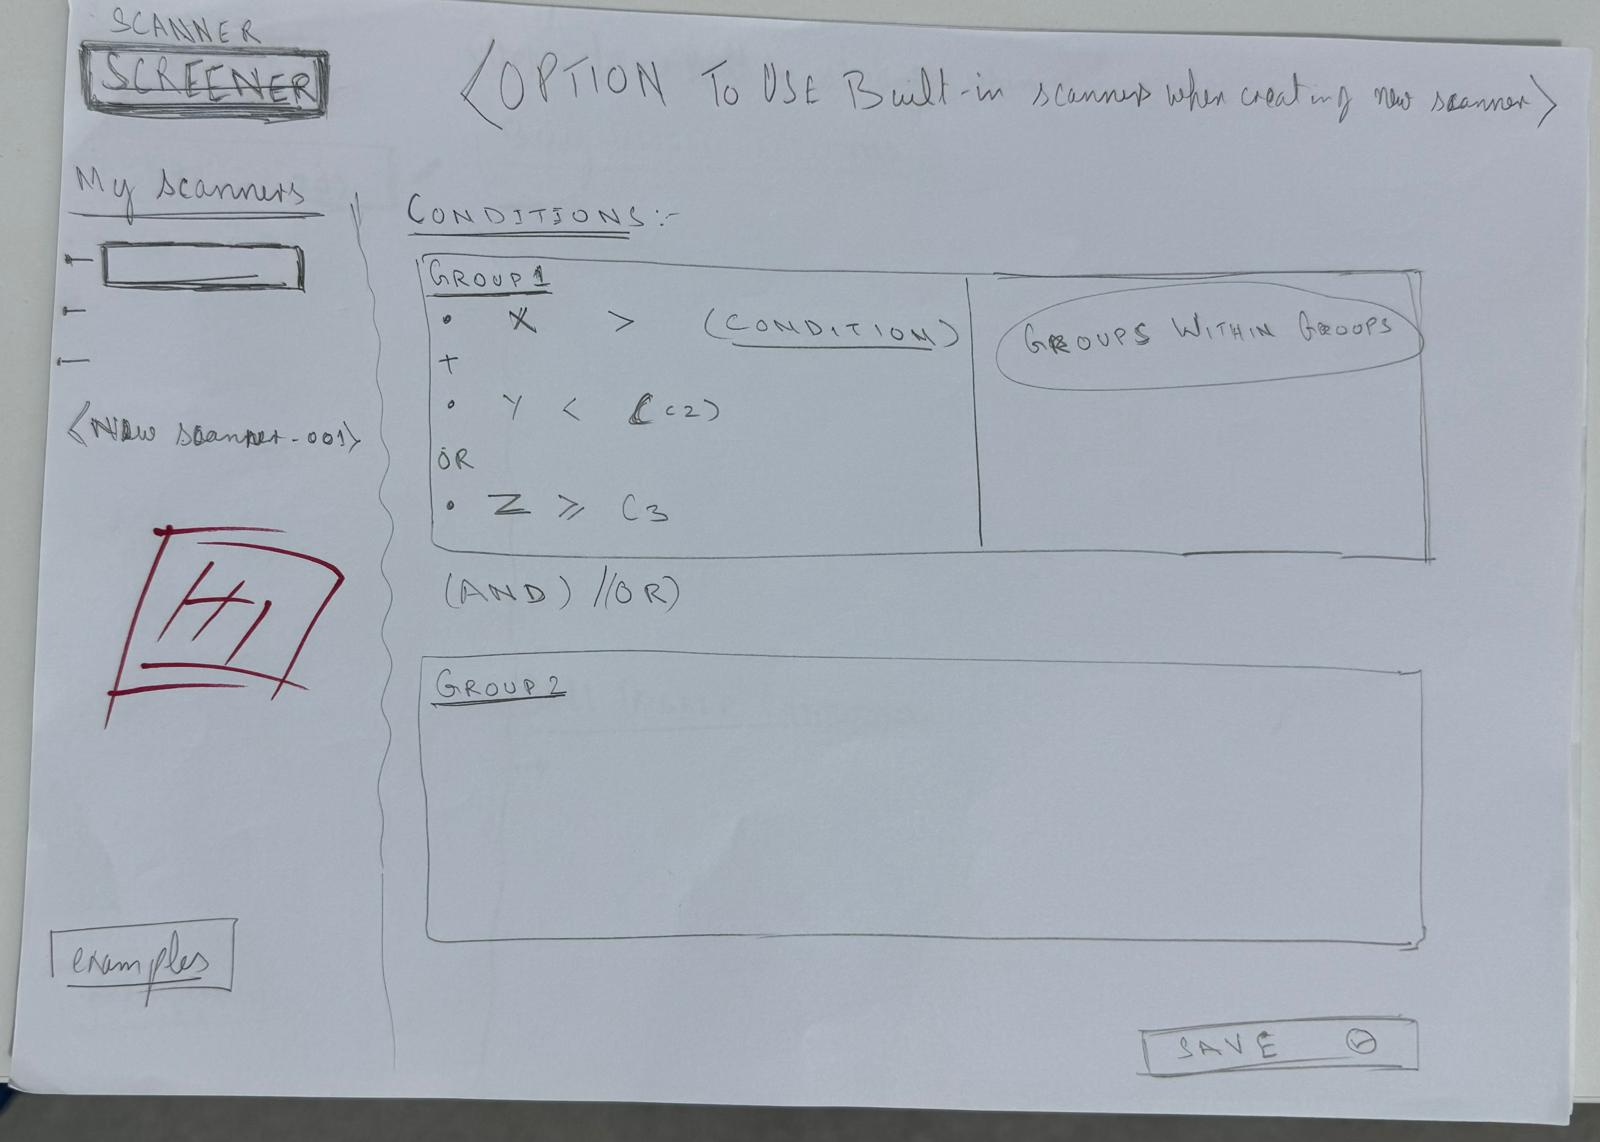 SCANNER
SCREENER
<OPTION TO USE Built-in scanners when creating new scanner>
My scanners
<New scanner-001>
Hi
examples
CONDITIONS:-
GROUP 1
• X > (CONDITION)
+
• Y < (C2)
OR
• Z ≥ C3
GROUPS WITHIN GROUPS
(AND) //OR)
GROUP 2
SAVE